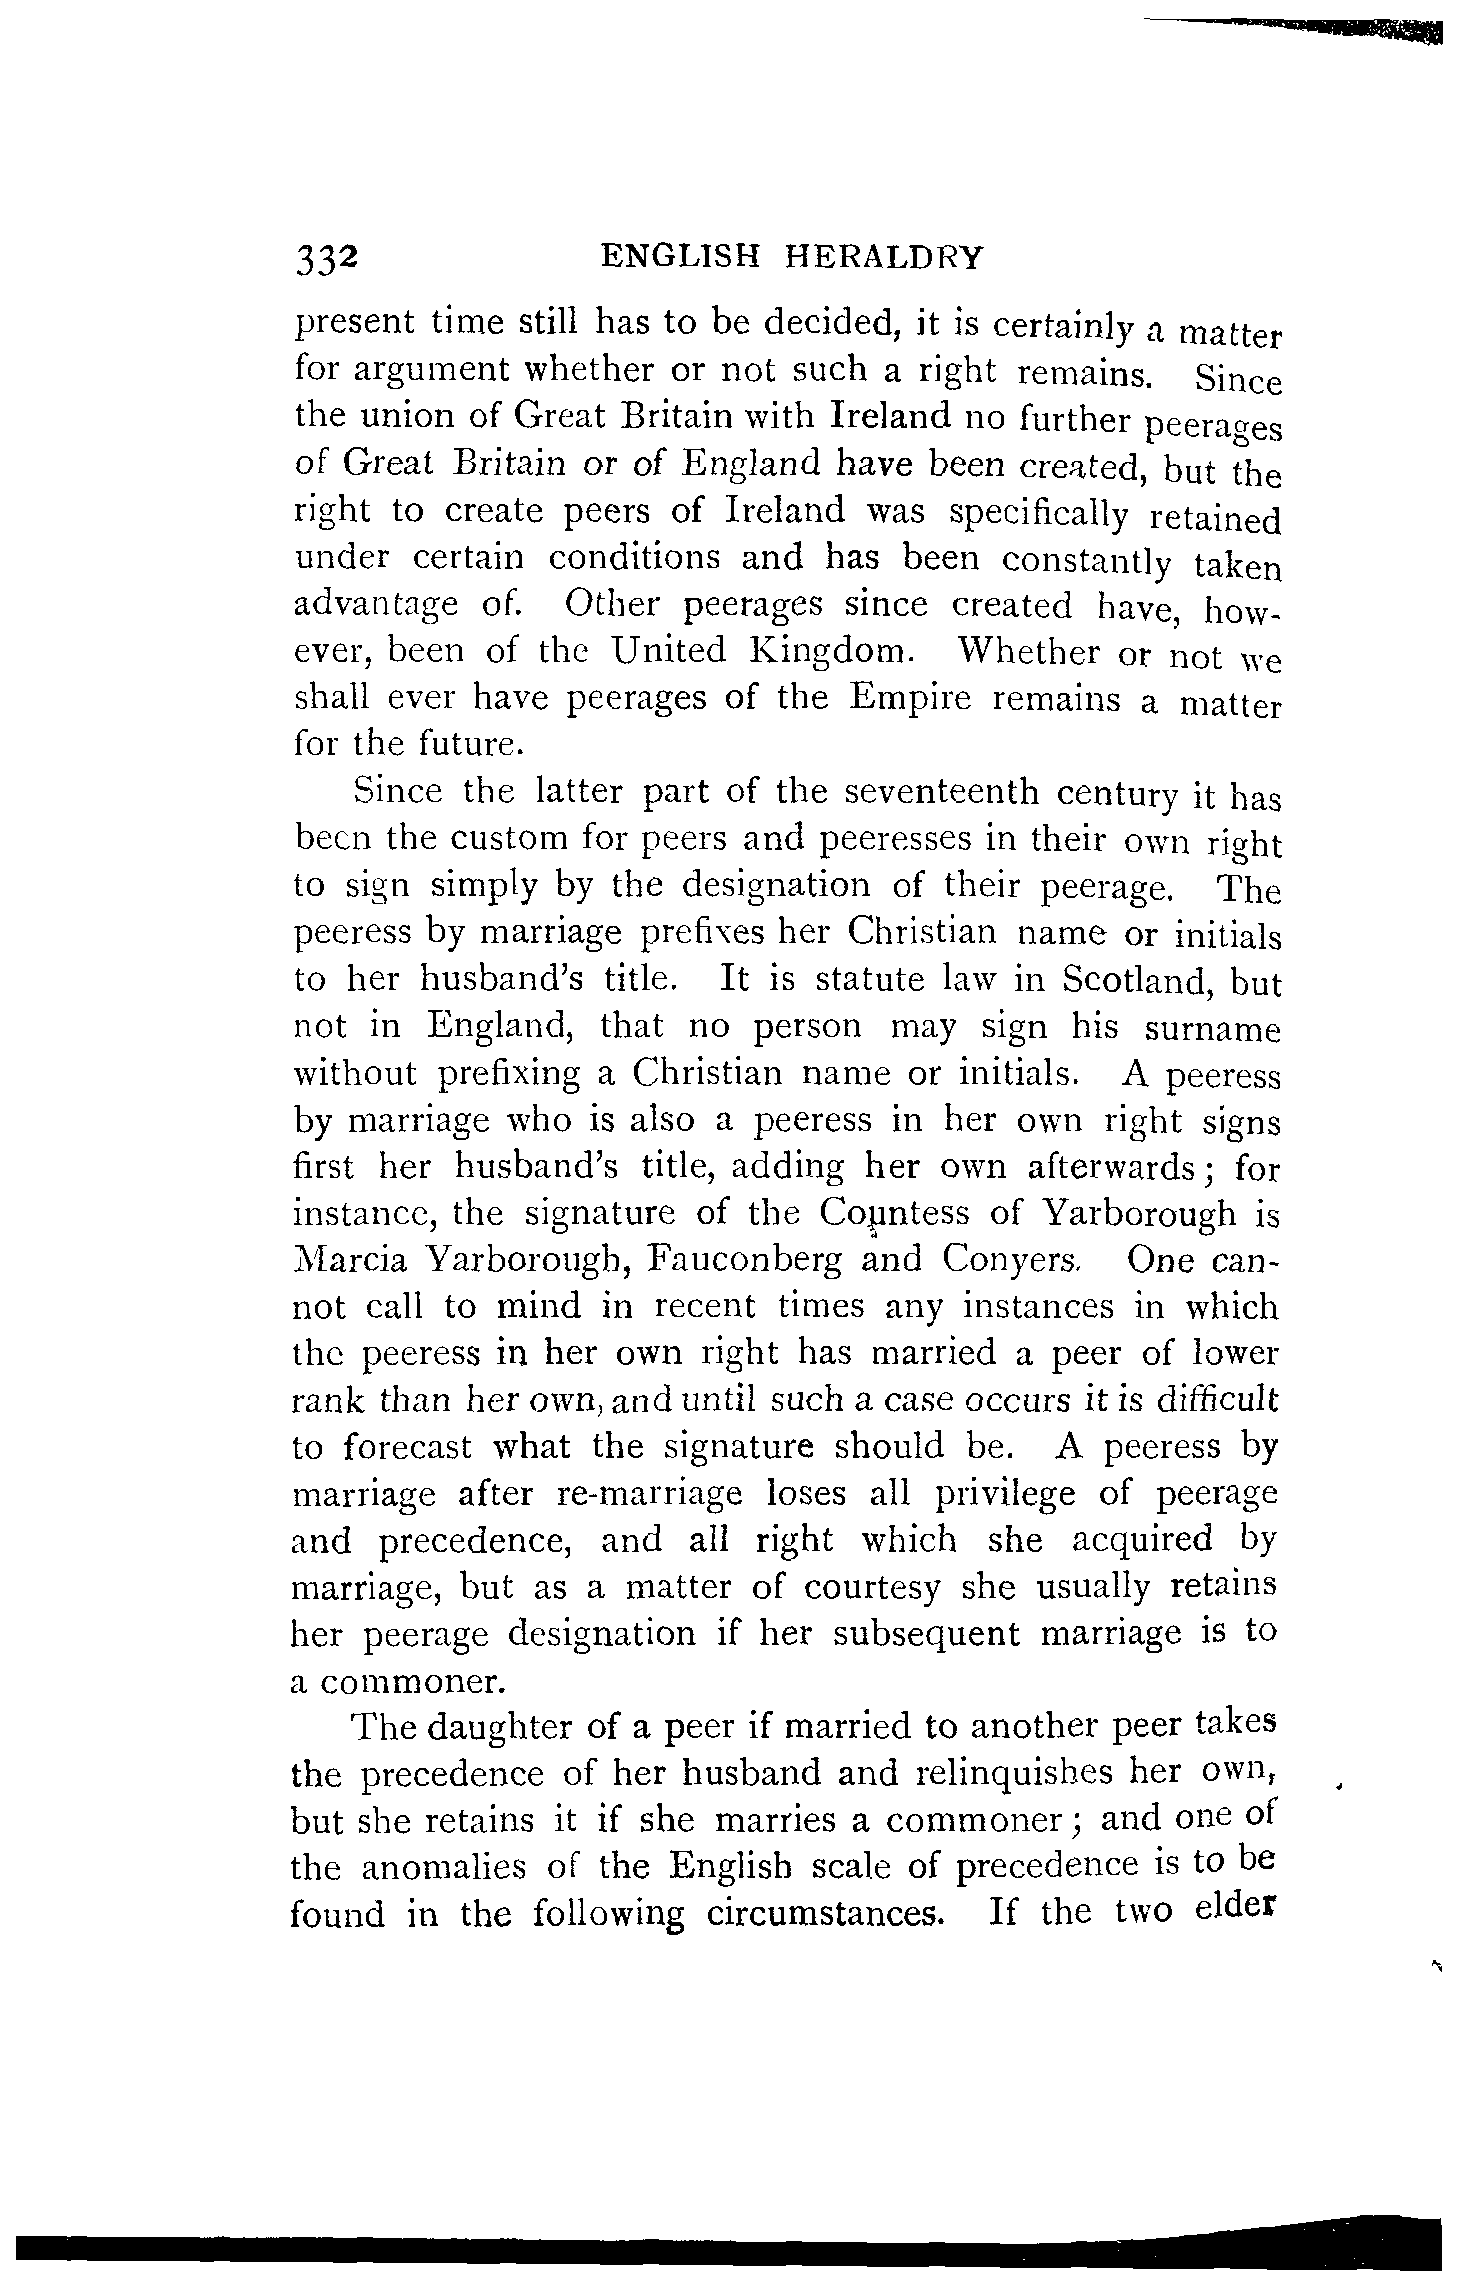 332 ENGLISH HERALDRY
present time still has to be decided, it is certainly a matter
for argument whether or not such a right remains. Since
the union of Great Britain with Ireland no further peerages
of Great Britain or of England have been created, but the
right to create peers of Ireland was specifically retained
under certain conditions and has been constantly taken
advantage of. Other peerages since created have, how-
ever, been of the United Kingdom. Whether or not we
shall ever have peerages of the Empire remains a matter
for the future.
Since the latter part of the seventeenth century it has
been the custom for peers and peeresses in their own right
to sign simply by the designation of their peerage. The
peeress by marriage prefixes her Christian name or initials
to her husband's title. It is statute law in Scotland, but
not in England, that no person may sign his surname
without prefixing a Christian name or initials. A peeress
by marriage who is also a peeress in her own right signs
first her husband's title, adding her own afterwards; for
instance, the signature of the Countess of Yarborough is
Marcia Yarborough, Fauconberg and Conyers. One can-
not call to mind in recent times any instances in which
the peeress in her own right has married a peer of lower
rank than her own, and until such a case occurs it is difficult
to forecast what the signature should be. A peeress by
marriage after re-marriage loses all privilege of peerage
and precedence, and all right which she acquired by
marriage, but as a matter of courtesy she usually retains
her peerage designation if her subsequent marriage is to
a commoner.
The daughter of a peer if married to another peer takes
the precedence of her husband and relinquishes her own,
but she retains it if she marries a commoner; and one of
the anomalies of the English scale of precedence is to be
found in the following circumstances. If the two elder